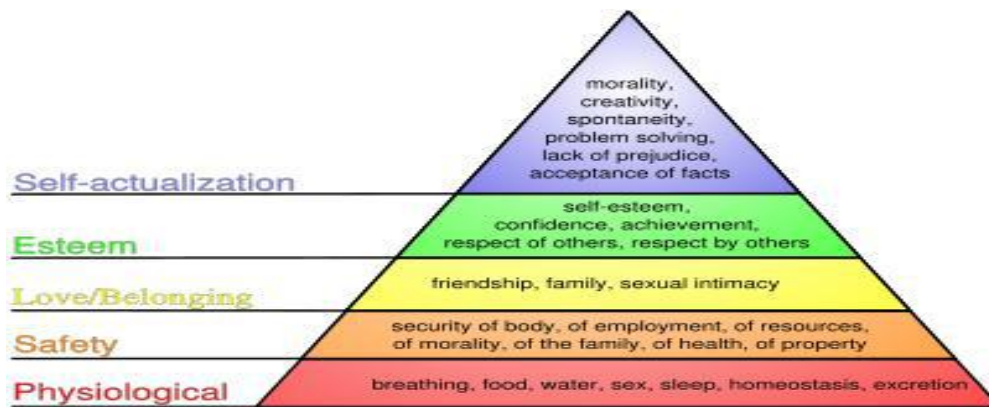 morality,
creativity,
spontaneity,
problem solving,
lack of prejudice,
acceptance of facts
Self-actualization
self-esteem,
confidence, achievement,
respect of others, respect by others
Esteem
friendship, family, sexual intimacy
Love/Belonging
security of body, of employment, of resources,
of morality, of the family, of health, of property
Safety
breathing, food, water, sex, sleep, homeostasis, excretion
Physiological